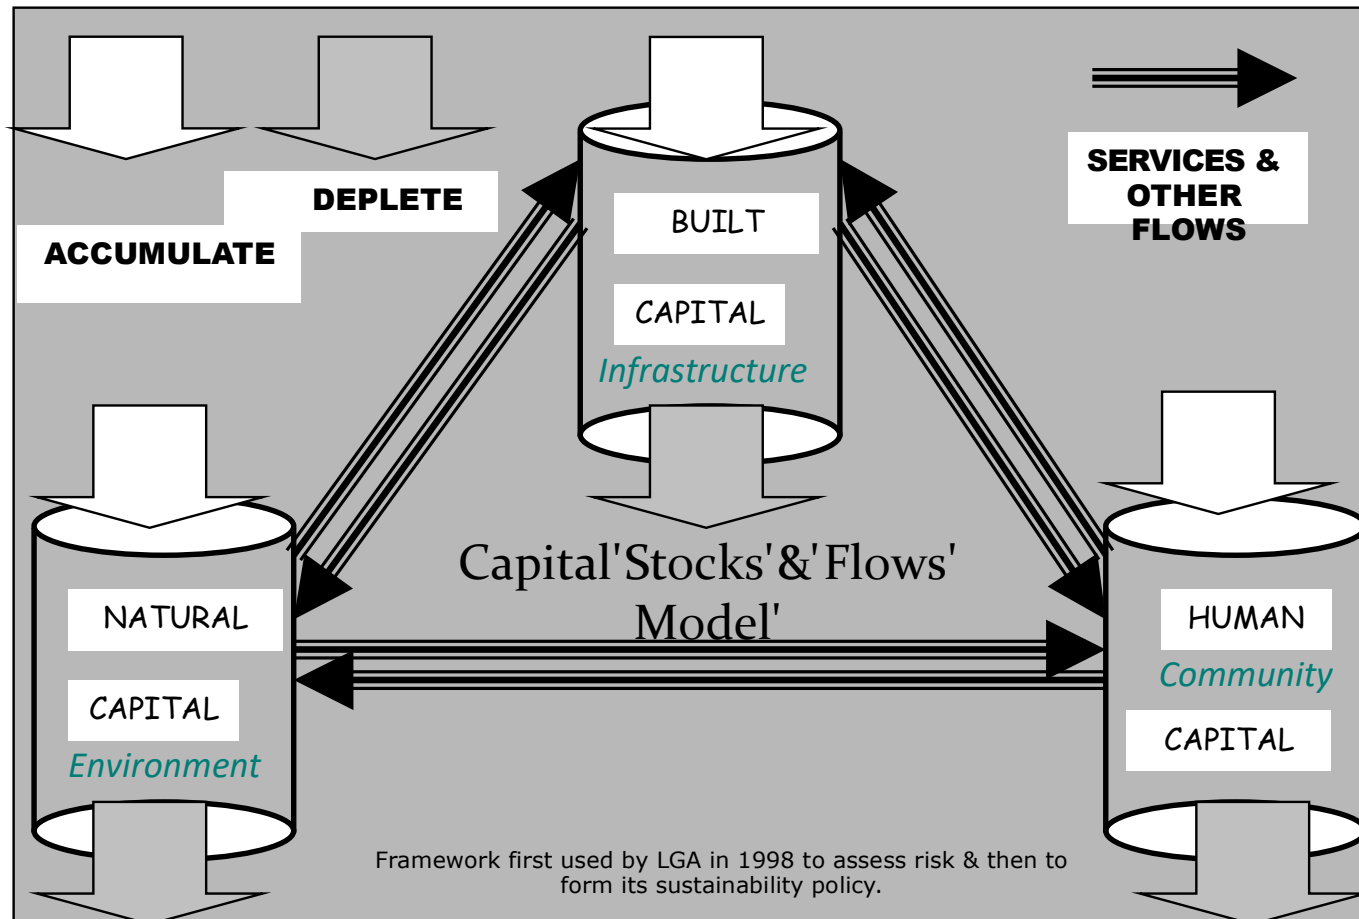 DEPLETE
ACCUMULATE
SERVICES &
OTHER
FLOWS
BUILT
CAPITAL
Infrastructure
Capital'Stocks'&'Flows'
Model'
NATURAL
CAPITAL
Environment
HUMAN
Community
CAPITAL
Framework first used by LGA in 1998 to assess risk & then to
form its sustainability policy.